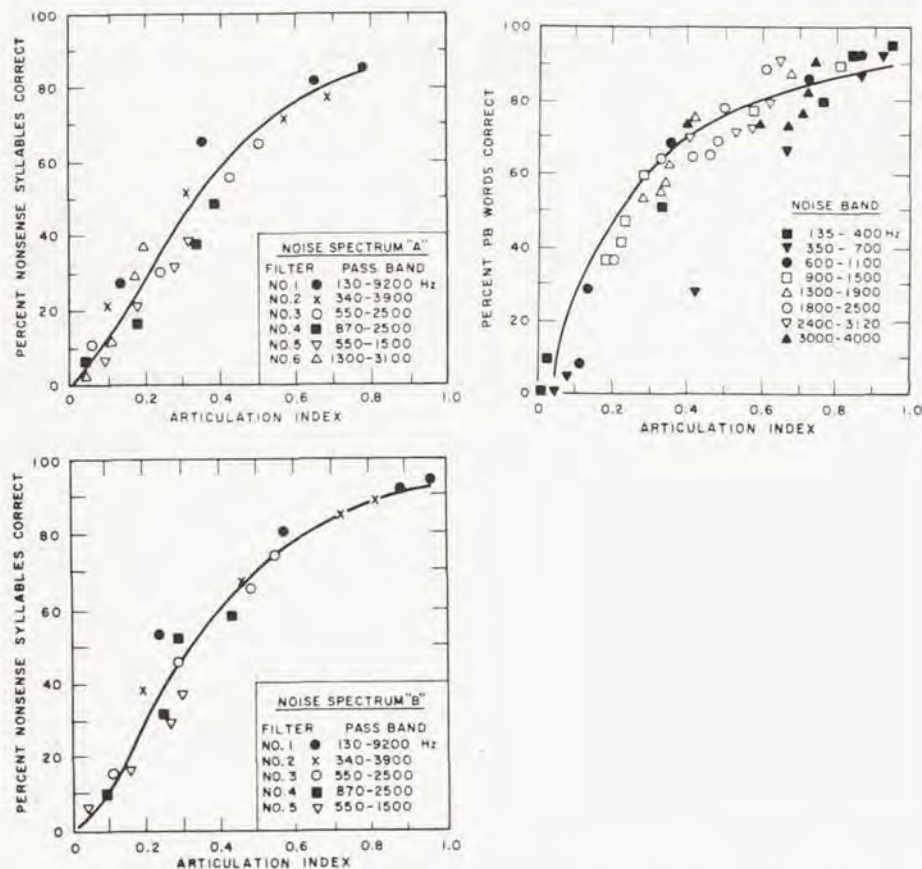 PERCENT NONSENSE SYLLABLES CORRECT
100
80
60
40
20
0
0.2
0.4
0.6
0.8
1.0
ARTICULATION INDEX
NOISE SPECTRUM "A"
FILTER PASS BAND
NO. 1 130-9200 Hz
NO. 2 x 340-3900
NO. 3 550-2500
NO. 4 870-2500
NO. 5 550-1500
NO. 6 1300-3100
PERCENT PB WORDS CORRECT
100
80
60
40
20
0
0
0.2
0.4
0.6
0.8
1.0
ARTICULATION INDEX
NOISE BAND
135 - 400 Hz
350 - 700
600 - 1100
900 - 1500
1300 - 1900
1800 - 2500
2400 - 3120
3000 - 4000
PERCENT NONSENSE SYLLABLES CORRECT
100
80
60
40
20
0
0
0.2
0.4
0.6
0.8
1.0
ARTICULATION INDEX
NOISE SPECTRUM "B"
FILTER PASS BAND
NO. 1 130-9200 Hz
NO. 2 x 340-3900
NO. 3 550-2500
NO. 4 870-2500
NO. 5 550-1500